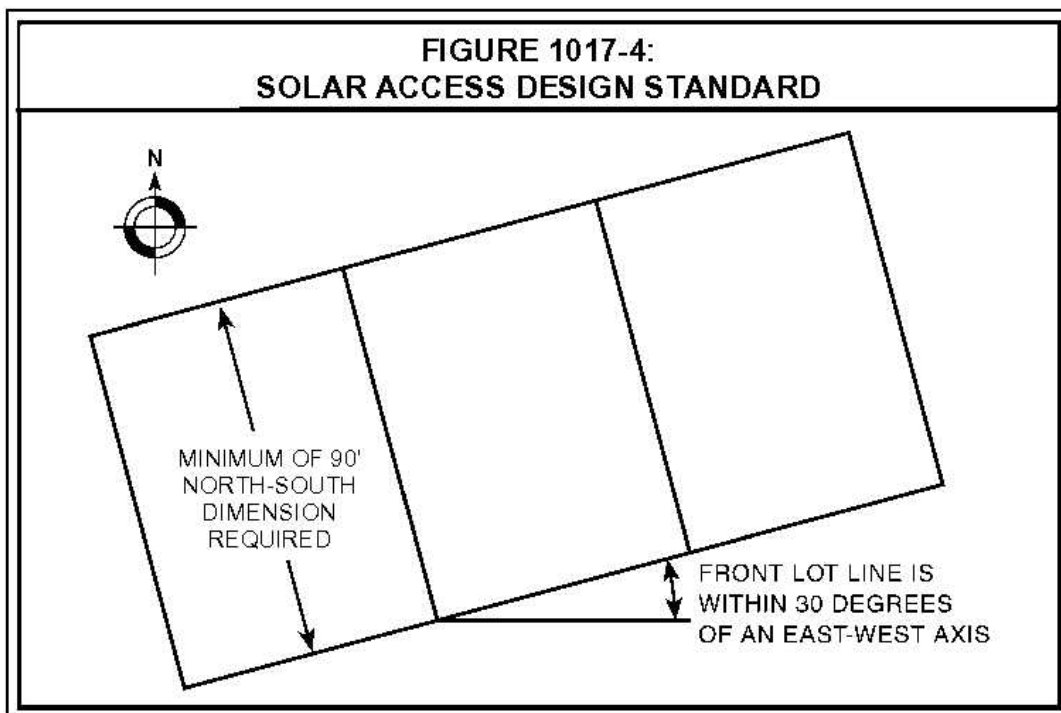 FIGURE 1017-4:
SOLAR ACCESS DESIGN STANDARD
N
MINIMUM OF 90'
NORTH-SOUTH
DIMENSION
REQUIRED
FRONT LOT LINE IS
WITHIN 30 DEGREES
OF AN EAST-WEST AXIS